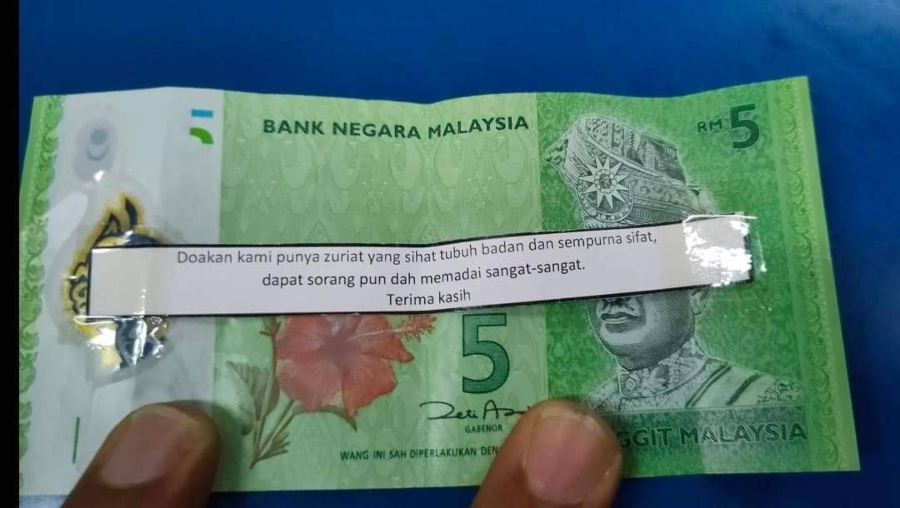 BANK NEGARA MALAYSIA
RM 5
Doakan kami punya zuriat yang sihat tubuh badan dan sempurna sifat,
dapat sorang pun dah memadai sangat-sangat.
Terima kasih
5
GABENOR
WANG INI SAH DIPERLAKUKAN
MALAYSIA